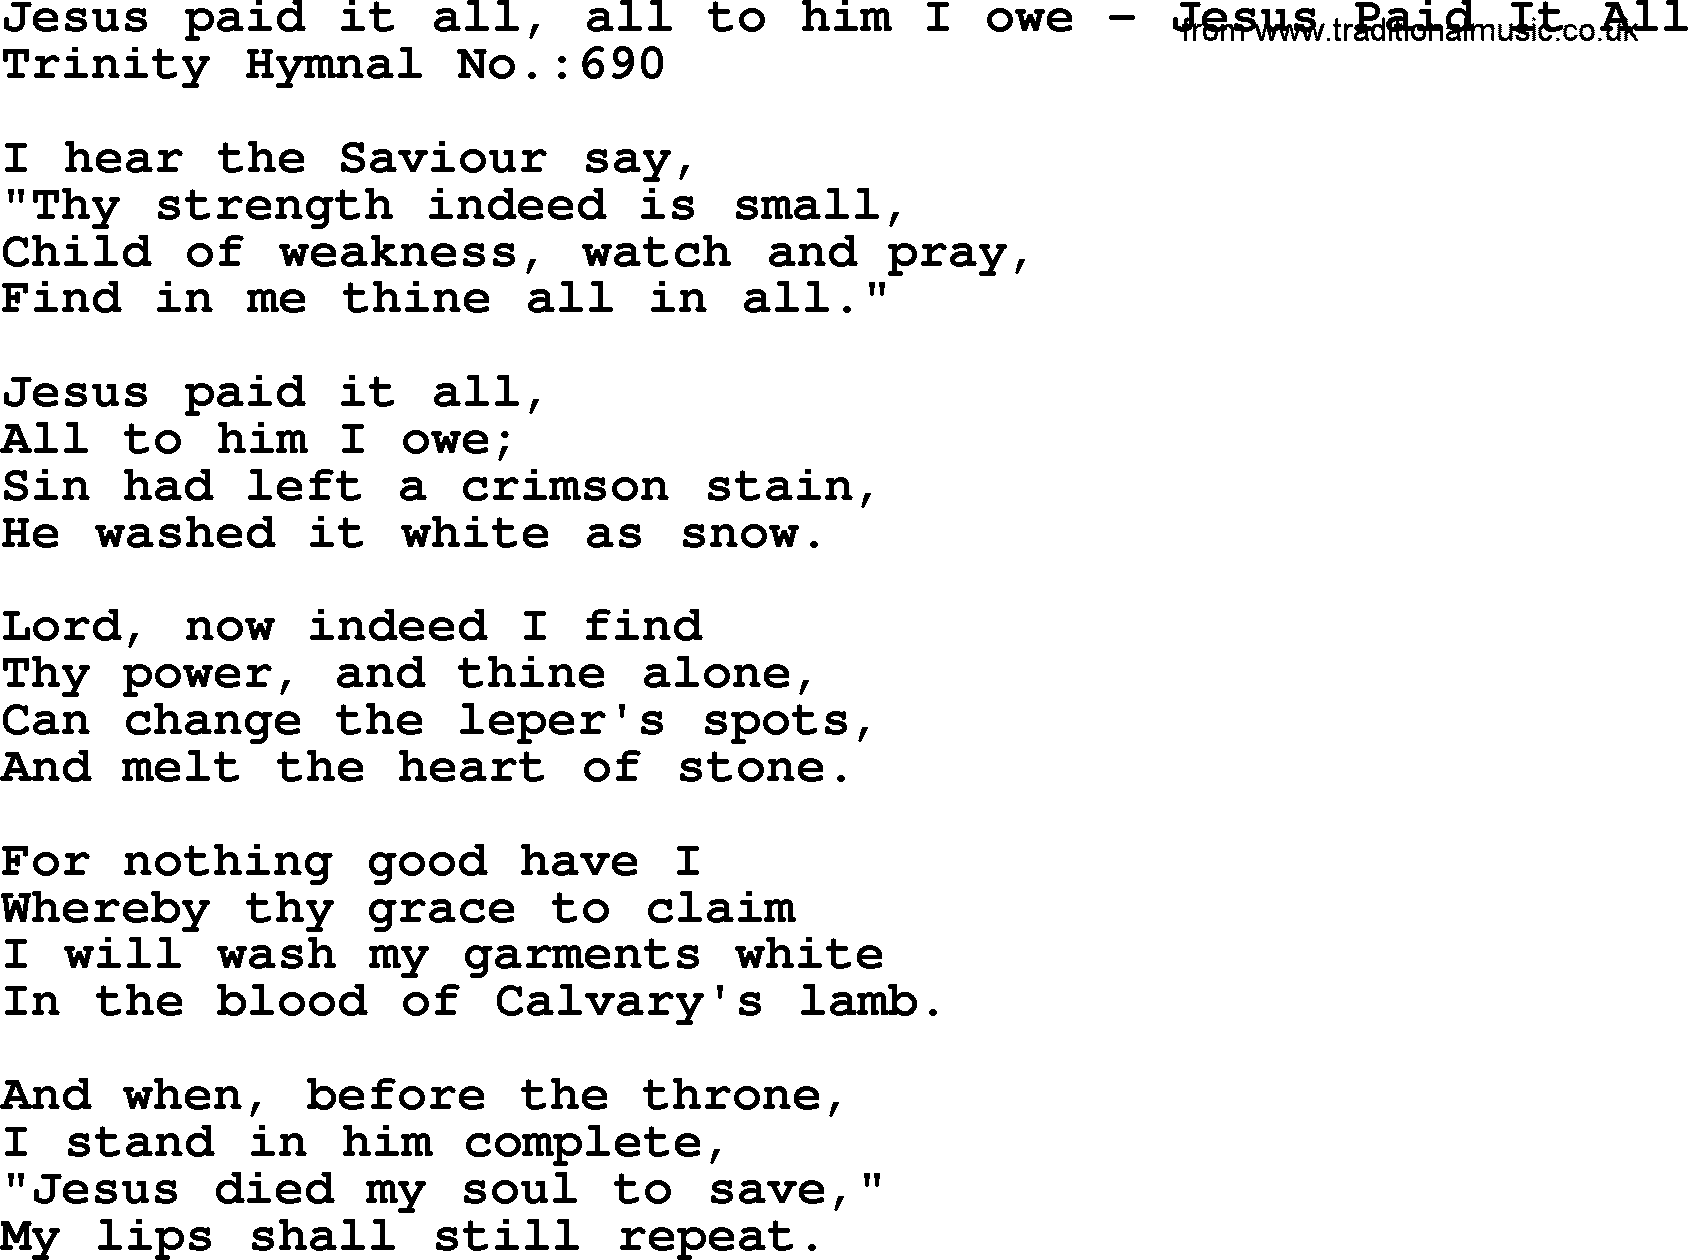 Jesus paid it all, all to him I owe - Jesus Paid It All
from www.traditionalmusic.co.uk
Trinity Hymnal No.:690

I hear the Saviour say,
"Thy strength indeed is small,
Child of weakness, watch and pray,
Find in me thine all in all."

Jesus paid it all,
All to him I owe;
Sin had left a crimson stain,
He washed it white as snow.

Lord, now indeed I find
Thy power, and thine alone,
Can change the leper's spots,
And melt the heart of stone.

For nothing good have I
Whereby thy grace to claim
I will wash my garments white
In the blood of Calvary's lamb.

And when, before the throne,
I stand in him complete,
"Jesus died my soul to save,"
My lips shall still repeat.